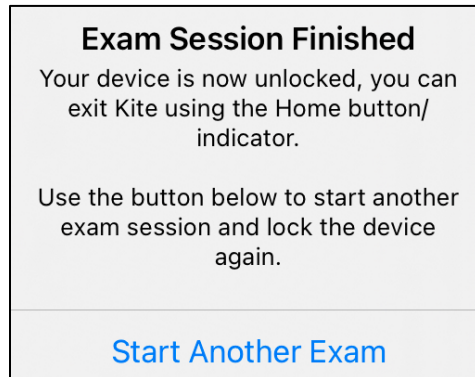 Exam Session Finished
Your device is now unlocked, you can
exit Kite using the Home button/
indicator.
Use the button below to start another
exam session and lock the device
again.
Start Another Exam